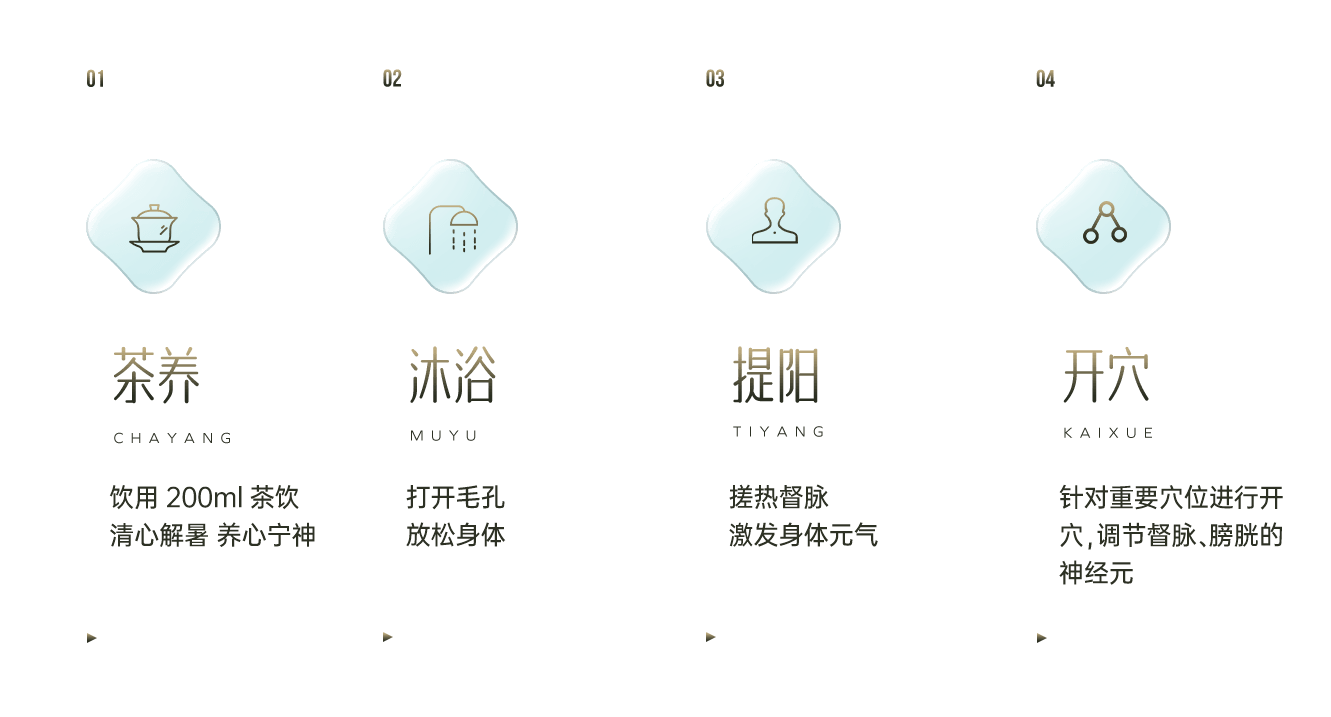 01
茶养
CHAYANG
饮用 200ml 茶饮
清心解暑 养心宁神
02
沐浴
MUYU
打开毛孔
放松身体
03
提阳
TIYANG
搓热督脉
激发身体元气
04
开穴
KAIXUE
针对重要穴位进行开
穴,调节督脉、膀胱的
神经元